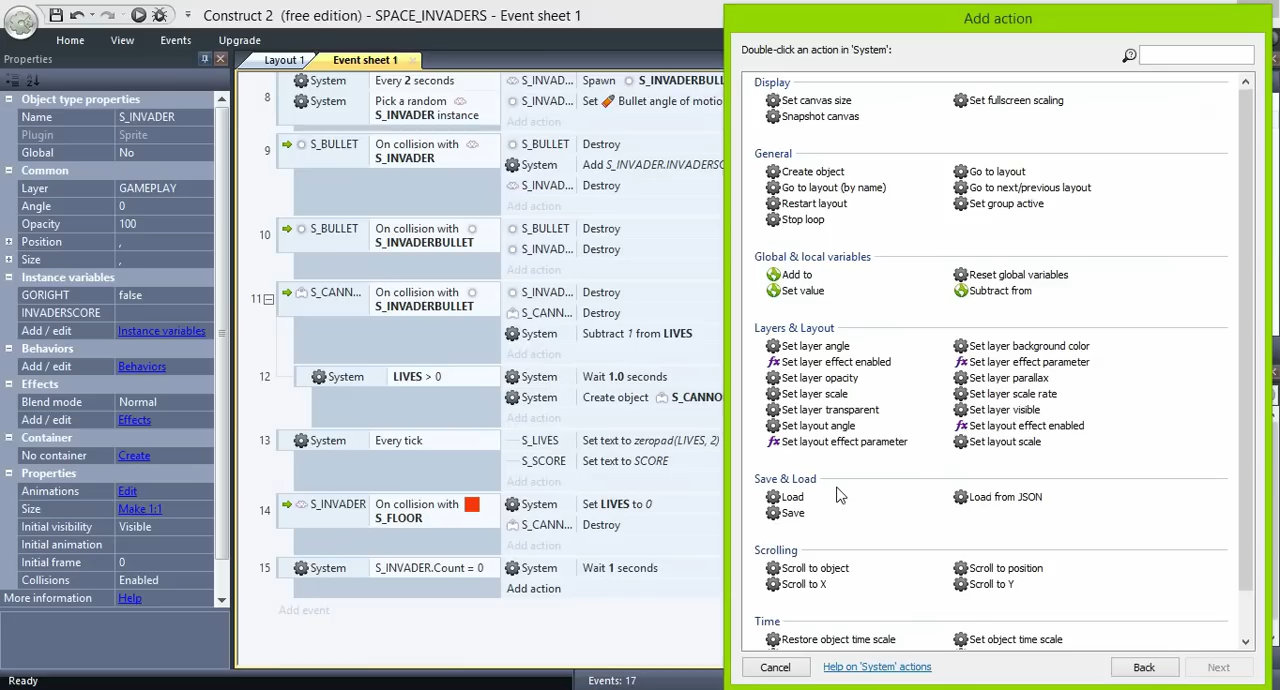 Construct 2 (free edition) - SPACE_INVADERS - Event sheet 1
Home View Events Upgrade
Properties
Object type properties
Name S_INVADER
Plugin Sprite
Global No
Common
Layer GAMEPLAY
Angle 0
Opacity 100
Position ,
Size ,
Instance variables
GORIGHT false
INVADERSCORE
Add / edit Instance variables
Behaviors
Add / edit Behaviors
Effects
Blend mode Normal
Add / edit Effects
Container
No container Create
Properties
Animations Edit
Size Make 1:1
Initial visibility Visible
Initial animation
Initial frame 0
Collisions Enabled
More information Help
Ready
Layout 1 Event sheet 1
8 System Every 2 seconds S_INVAD... Spawn S_INVADERBULL
System Pick a random S_INVAD... Set Bullet angle of motio
S_INVADER instance
Add action
9 S_BULLET On collision with S_BULLET Destroy
S_INVADER System Add S_INVADER.INVADERSC
S_INVAD... Destroy
Add action
10 S_BULLET On collision with S_BULLET Destroy
S_INVADERBULLET S_INVAD... Destroy
Add action
11 S_CANN... On collision with S_INVAD... Destroy
S_INVADERBULLET S_CANN... Destroy
System Subtract 1 from LIVES
Add action
12 System LIVES > 0 System Wait 1.0 seconds
System Create object S_CANNO
Add action
13 System Every tick S_LIVES Set text to zeropad(LIVES, 2)
S_SCORE Set text to SCORE
Add action
14 S_INVADER On collision with System Set LIVES to 0
S_FLOOR S_CANN... Destroy
Add action
15 System S_INVADER.Count = 0 System Wait 1 seconds
Add action
Add event
Events: 17
Add action
Double-click an action in 'System':
Display
Set canvas size Set fullscreen scaling
Snapshot canvas
General
Create object Go to layout
Go to layout (by name) Go to next/previous layout
Restart layout Set group active
Stop loop
Global & local variables
Add to Reset global variables
Set value Subtract from
Layers & Layout
Set layer angle Set layer background color
Set layer effect enabled Set layer effect parameter
Set layer opacity Set layer parallax
Set layer scale Set layer scale rate
Set layer transparent Set layer visible
Set layout angle Set layout effect enabled
Set layout effect parameter Set layout scale
Save & Load
Load Load from JSON
Save
Scrolling
Scroll to object Scroll to position
Scroll to X Scroll to Y
Time
Restore object time scale Set object time scale
Cancel Help on 'System' actions Back Next